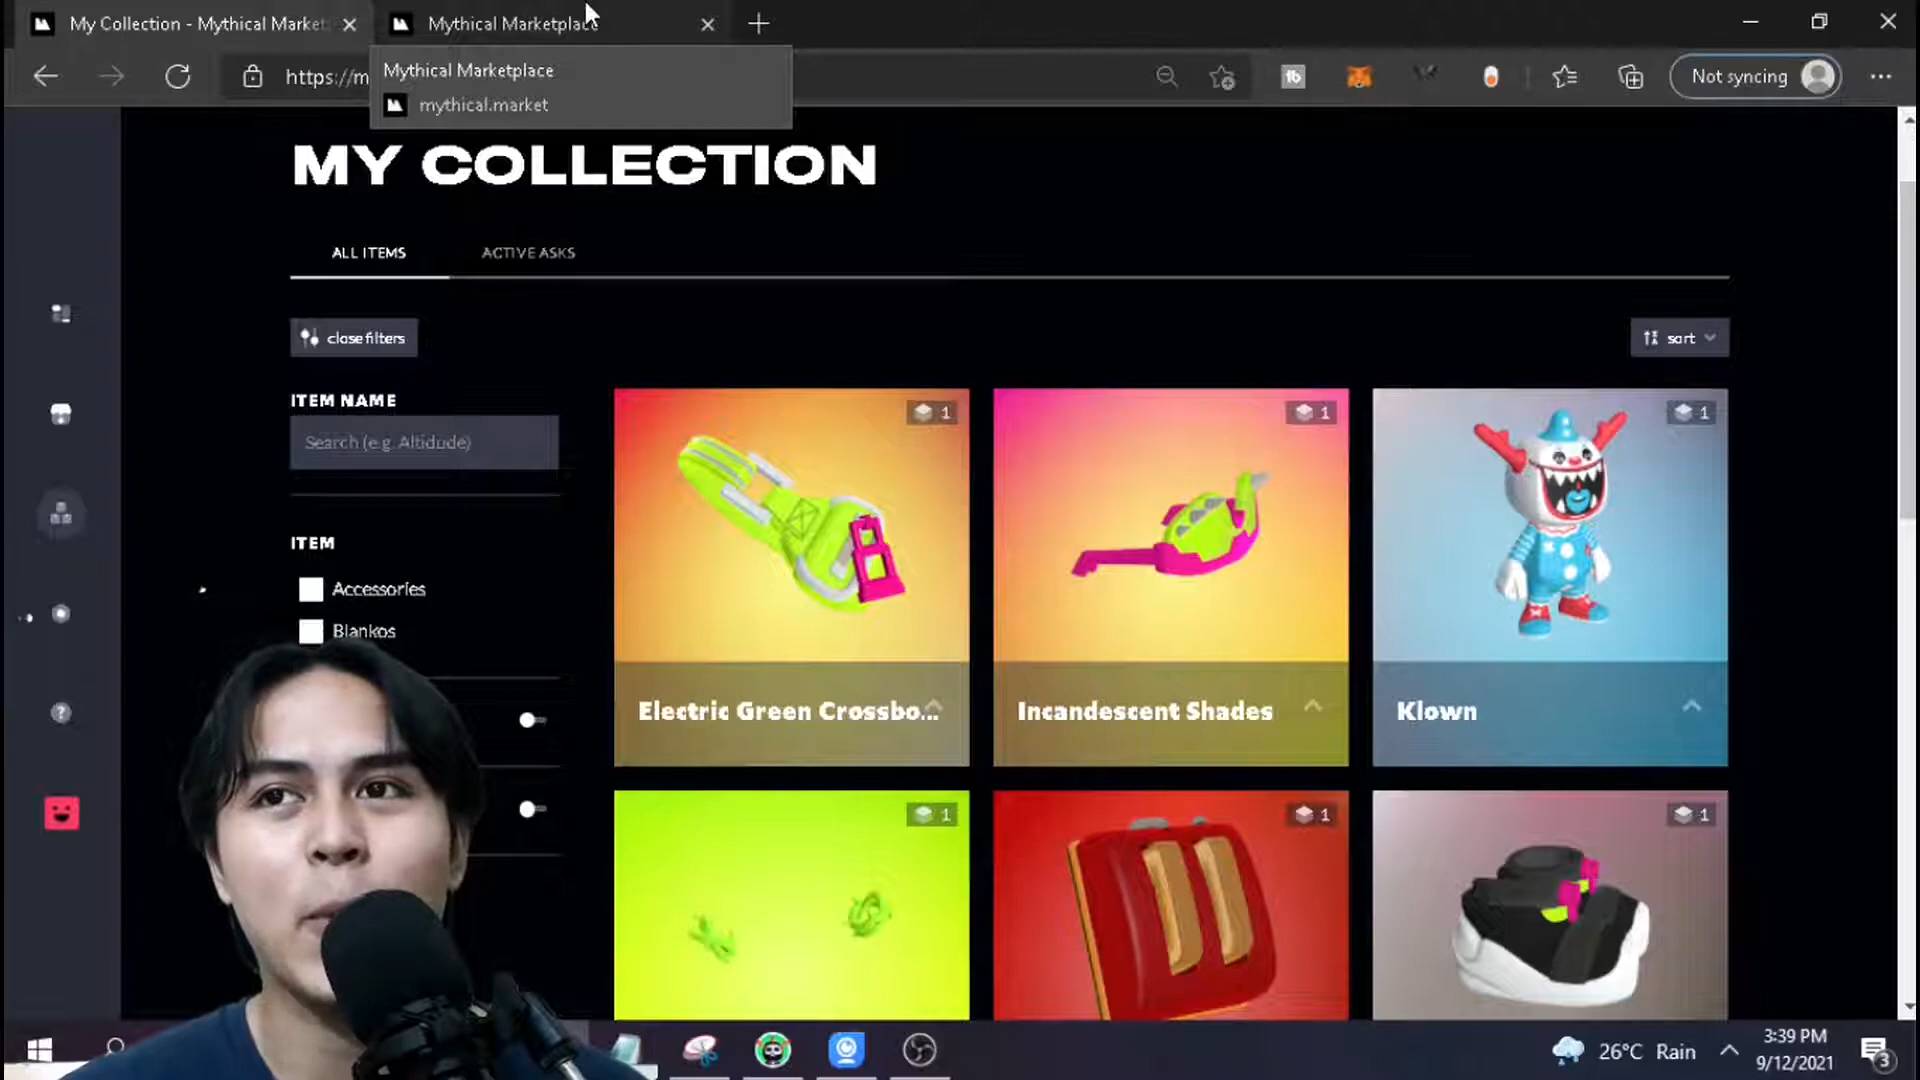 My Collection - Mythical Market
Mythical Marketplace
https://m
Mythical Marketplace
mythical.market
Not syncing
MY COLLECTION
ALL ITEMS
ACTIVE ASKS
close filters
sort
ITEM NAME
Search (e.g. Altidude)
ITEM
Accessories
Blankos
1
1
1
Electric Green Crossbo...
Incandescent Shades
Klown
1
1
1
26°C Rain
3:39 PM
9/12/2021
3